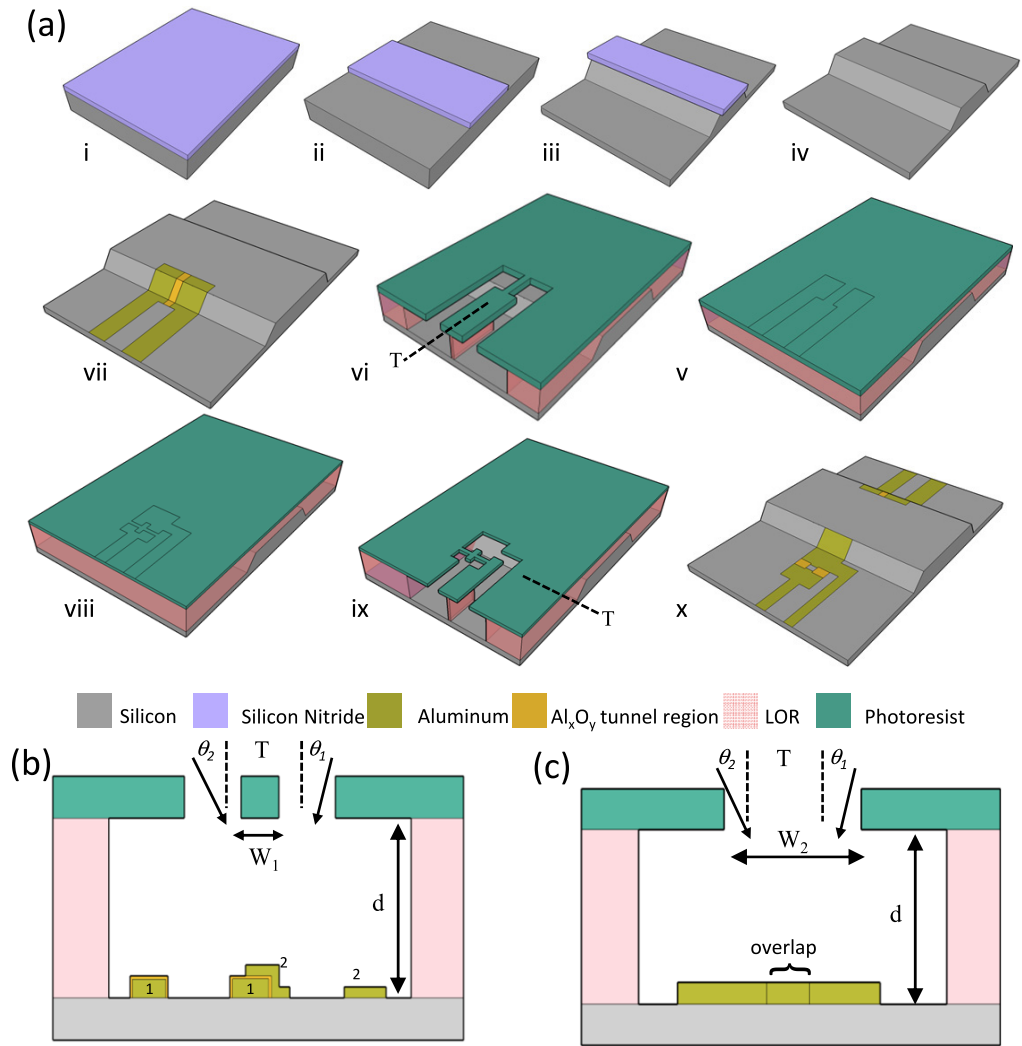 (a)
i
ii
iii
iv
vii
vi
T
v
viii
ix
T
x
Silicon
Silicon Nitride
Aluminum
AlxOy tunnel region
LOR
Photoresist
(b)
θ2
T
θ1
W1
d
1
1
2
2
(c)
θ2
T
θ1
W2
d
overlap